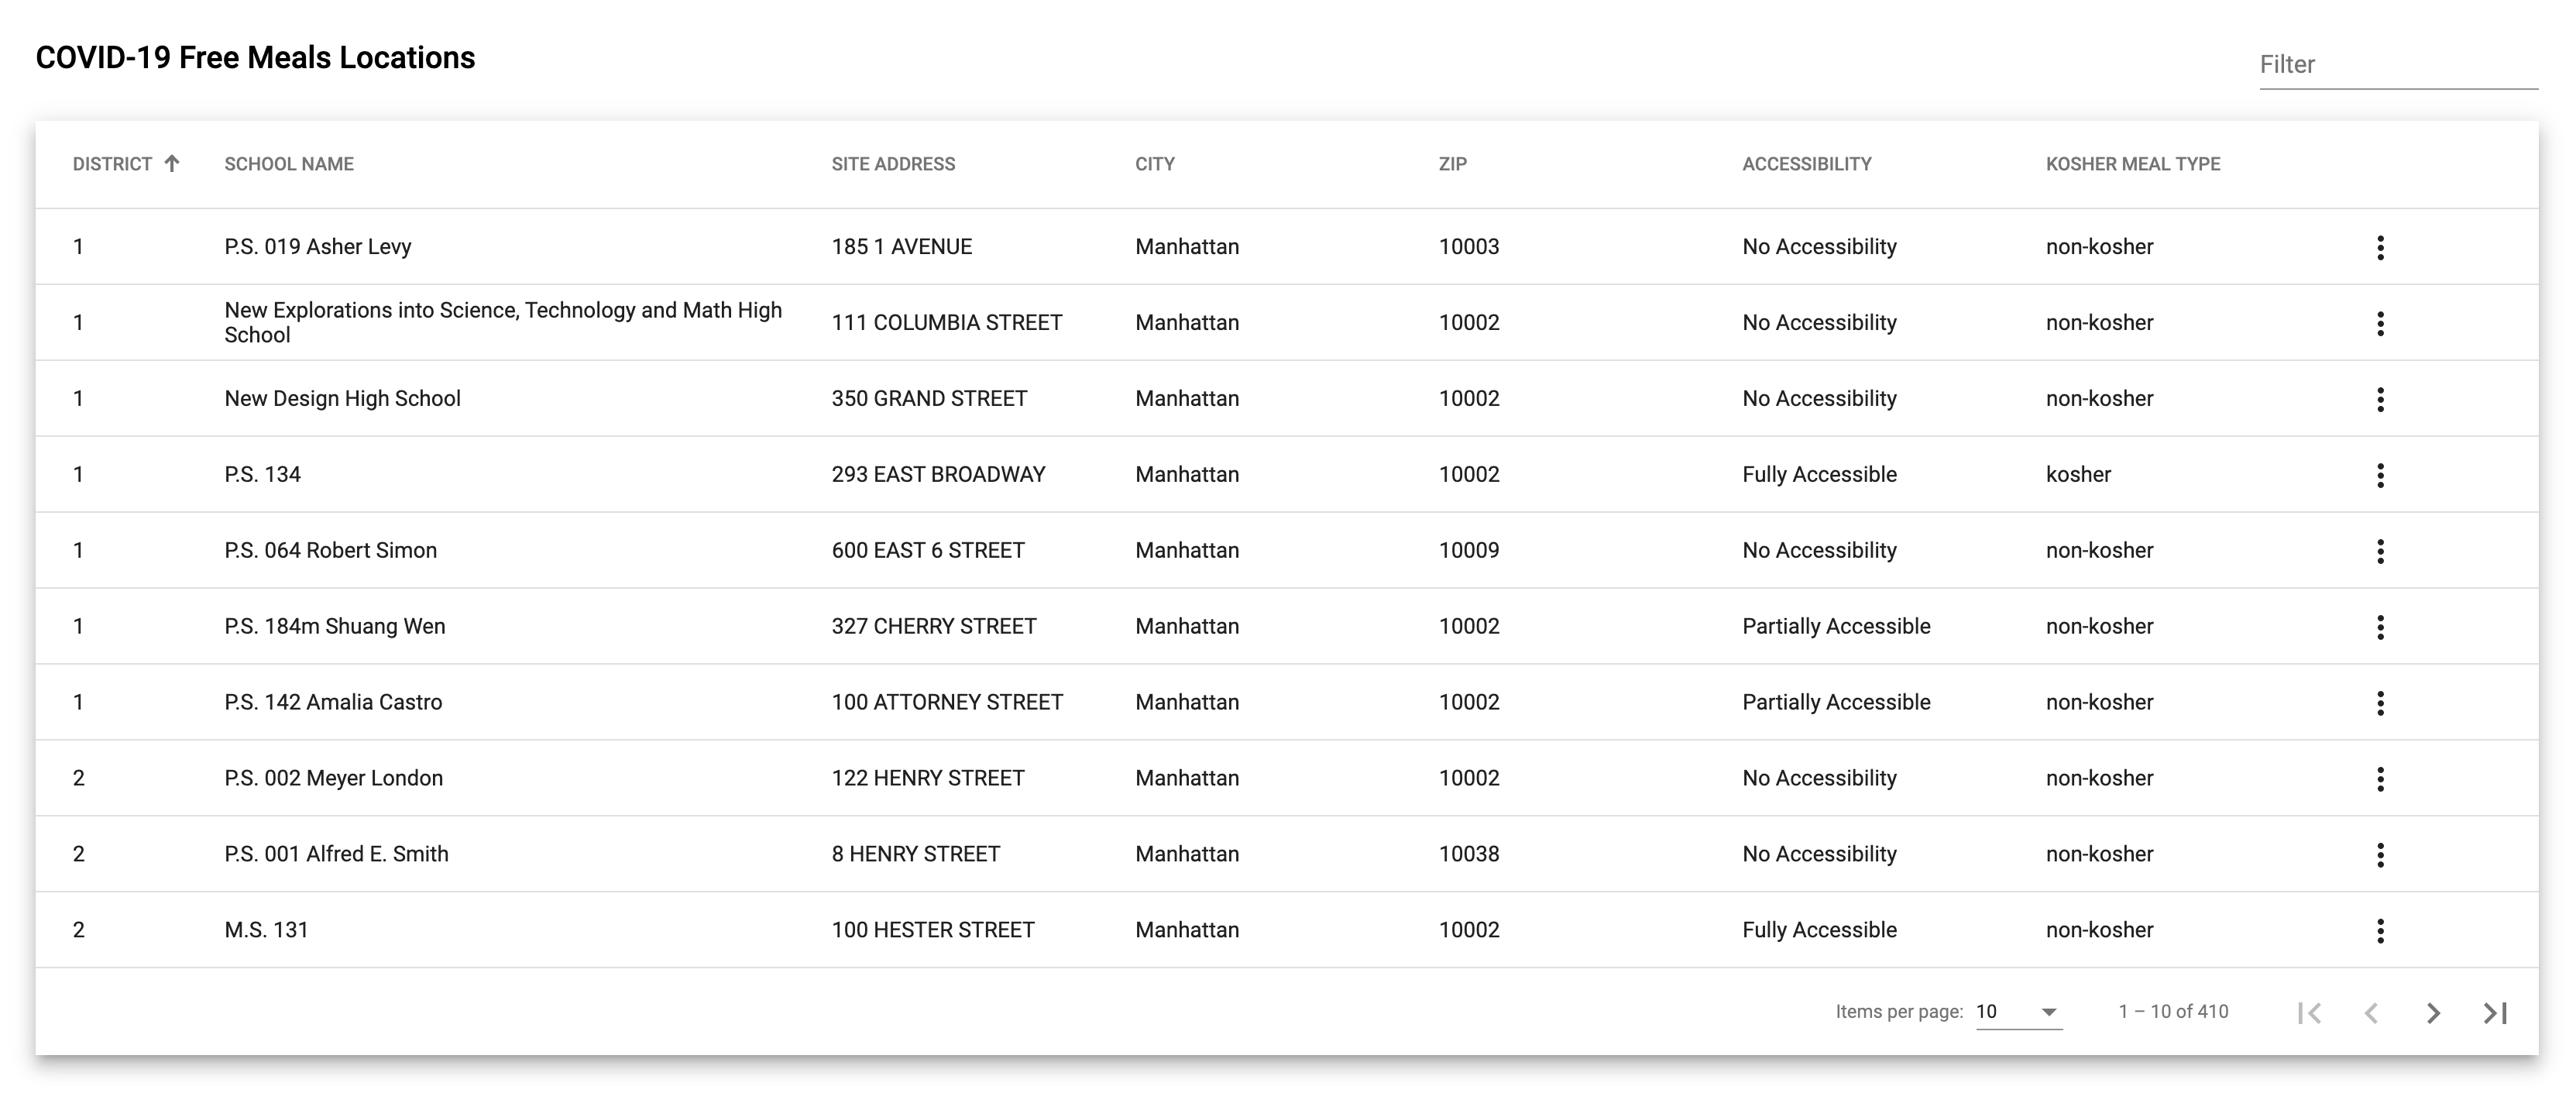 COVID-19 Free Meals Locations
Filter
DISTRICT SCHOOL NAME SITE ADDRESS CITY ZIP ACCESSIBILITY KOSHER MEAL TYPE
1 P.S. 019 Asher Levy 185 1 AVENUE Manhattan 10003 No Accessibility non-kosher
1 New Explorations into Science, Technology and Math High
School 111 COLUMBIA STREET Manhattan 10002 No Accessibility non-kosher
1 New Design High School 350 GRAND STREET Manhattan 10002 No Accessibility non-kosher
1 P.S. 134 293 EAST BROADWAY Manhattan 10002 Fully Accessible kosher
1 P.S. 064 Robert Simon 600 EAST 6 STREET Manhattan 10009 No Accessibility non-kosher
1 P.S. 184m Shuang Wen 327 CHERRY STREET Manhattan 10002 Partially Accessible non-kosher
1 P.S. 142 Amalia Castro 100 ATTORNEY STREET Manhattan 10002 Partially Accessible non-kosher
2 P.S. 002 Meyer London 122 HENRY STREET Manhattan 10002 No Accessibility non-kosher
2 P.S. 001 Alfred E. Smith 8 HENRY STREET Manhattan 10038 No Accessibility non-kosher
2 M.S. 131 100 HESTER STREET Manhattan 10002 Fully Accessible non-kosher
Items per page: 10 1 – 10 of 410